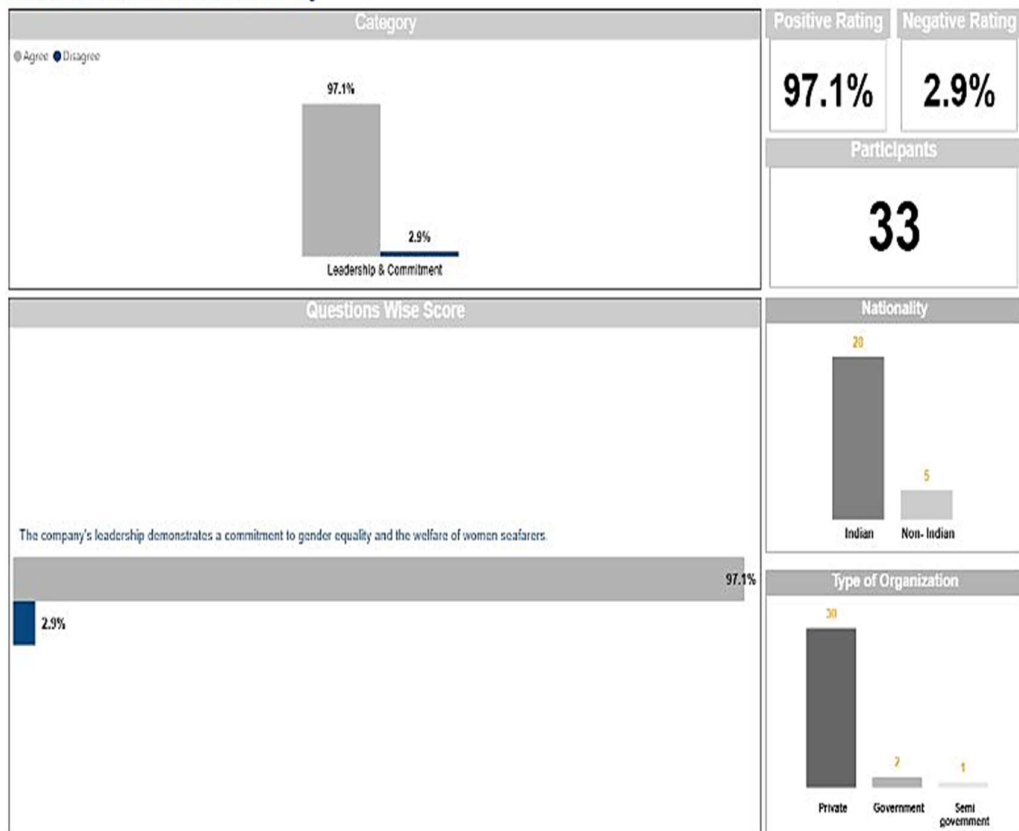 Category
Agree Disagree
97.1%
2.9%
Leadership & Commitment
Positive Rating
97.1%
Negative Rating
2.9%
Participants
33
Questions Wise Score
The company's leadership demonstrates a commitment to gender equality and the welfare of women seafarers.
97.1%
2.9%
Nationality
20
5
Indian Non- Indian
Type of Organization
30
2
1
Private Government Semi
government